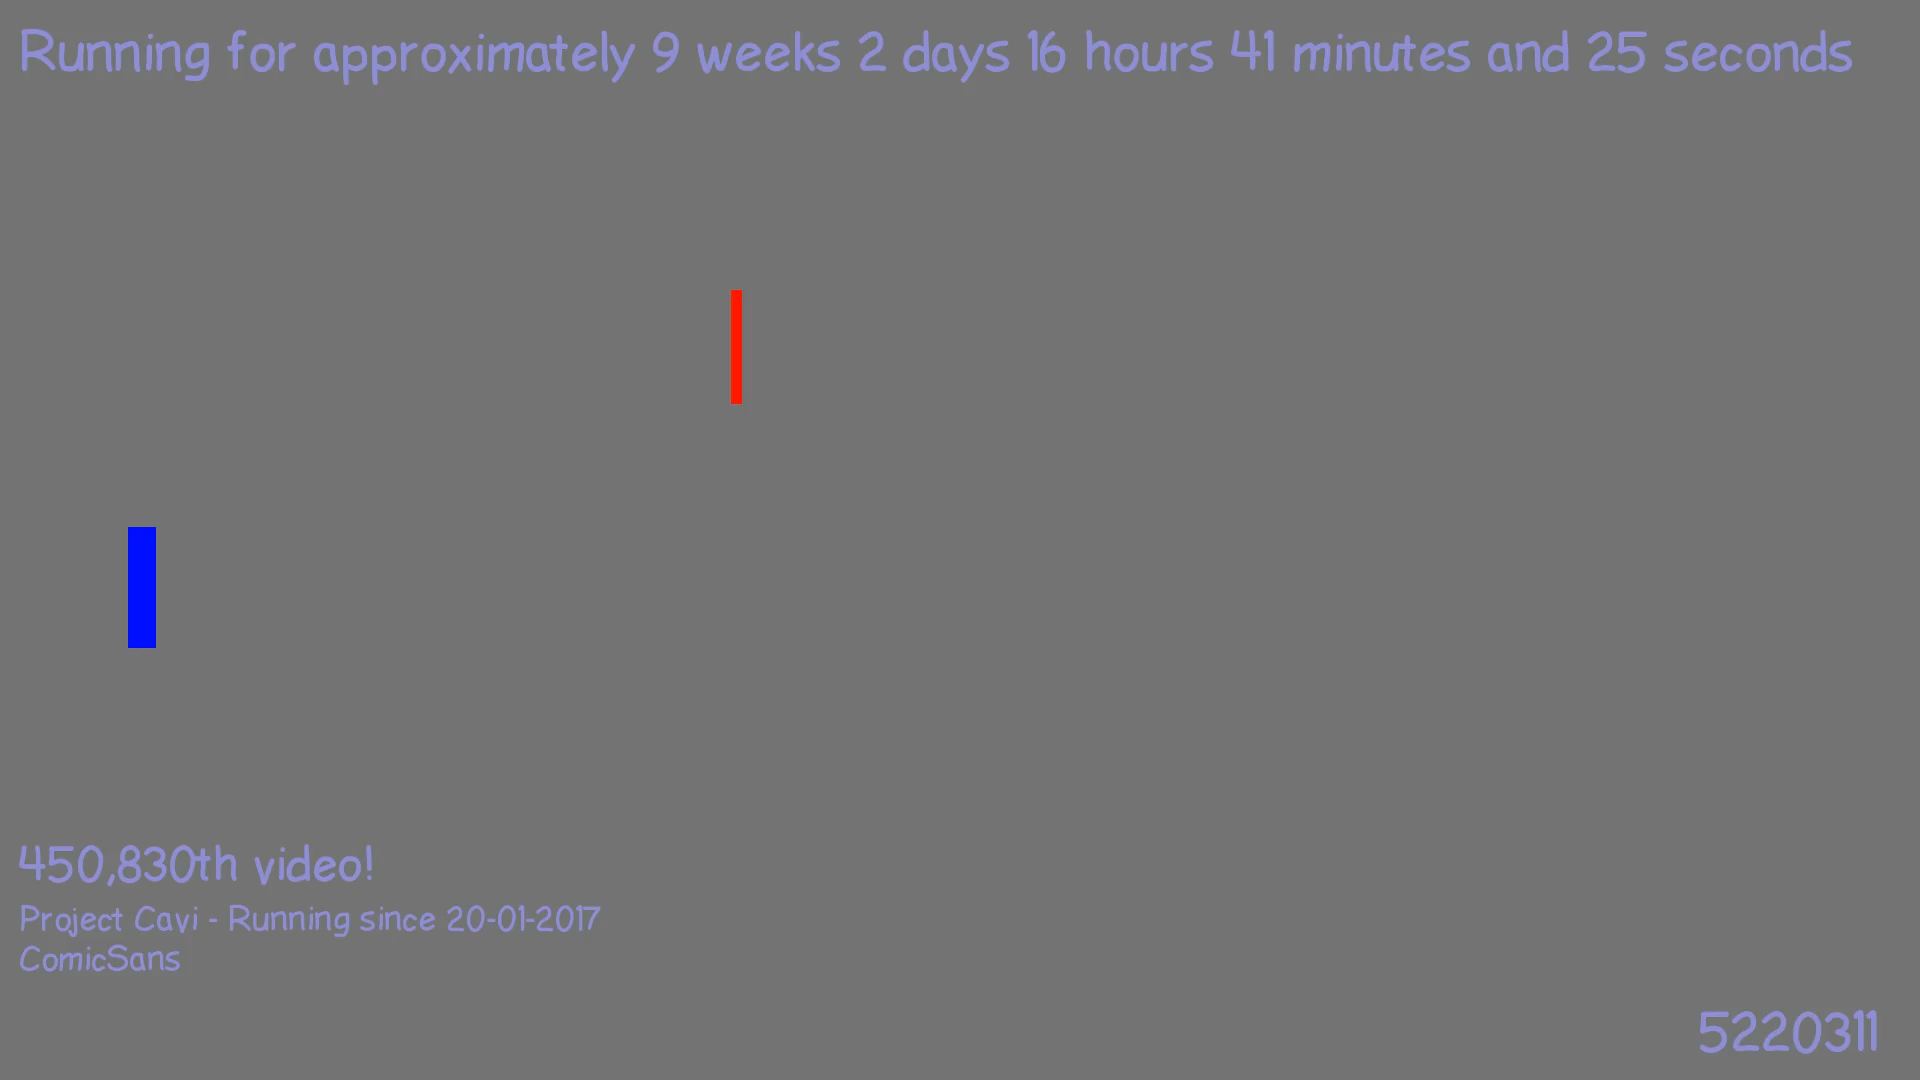 Running for approximately 9 weeks 2 days 16 hours 41 minutes and 25 seconds
450,830th video!
Project Cavi - Running since 20-01-2017
ComicSans
5220311